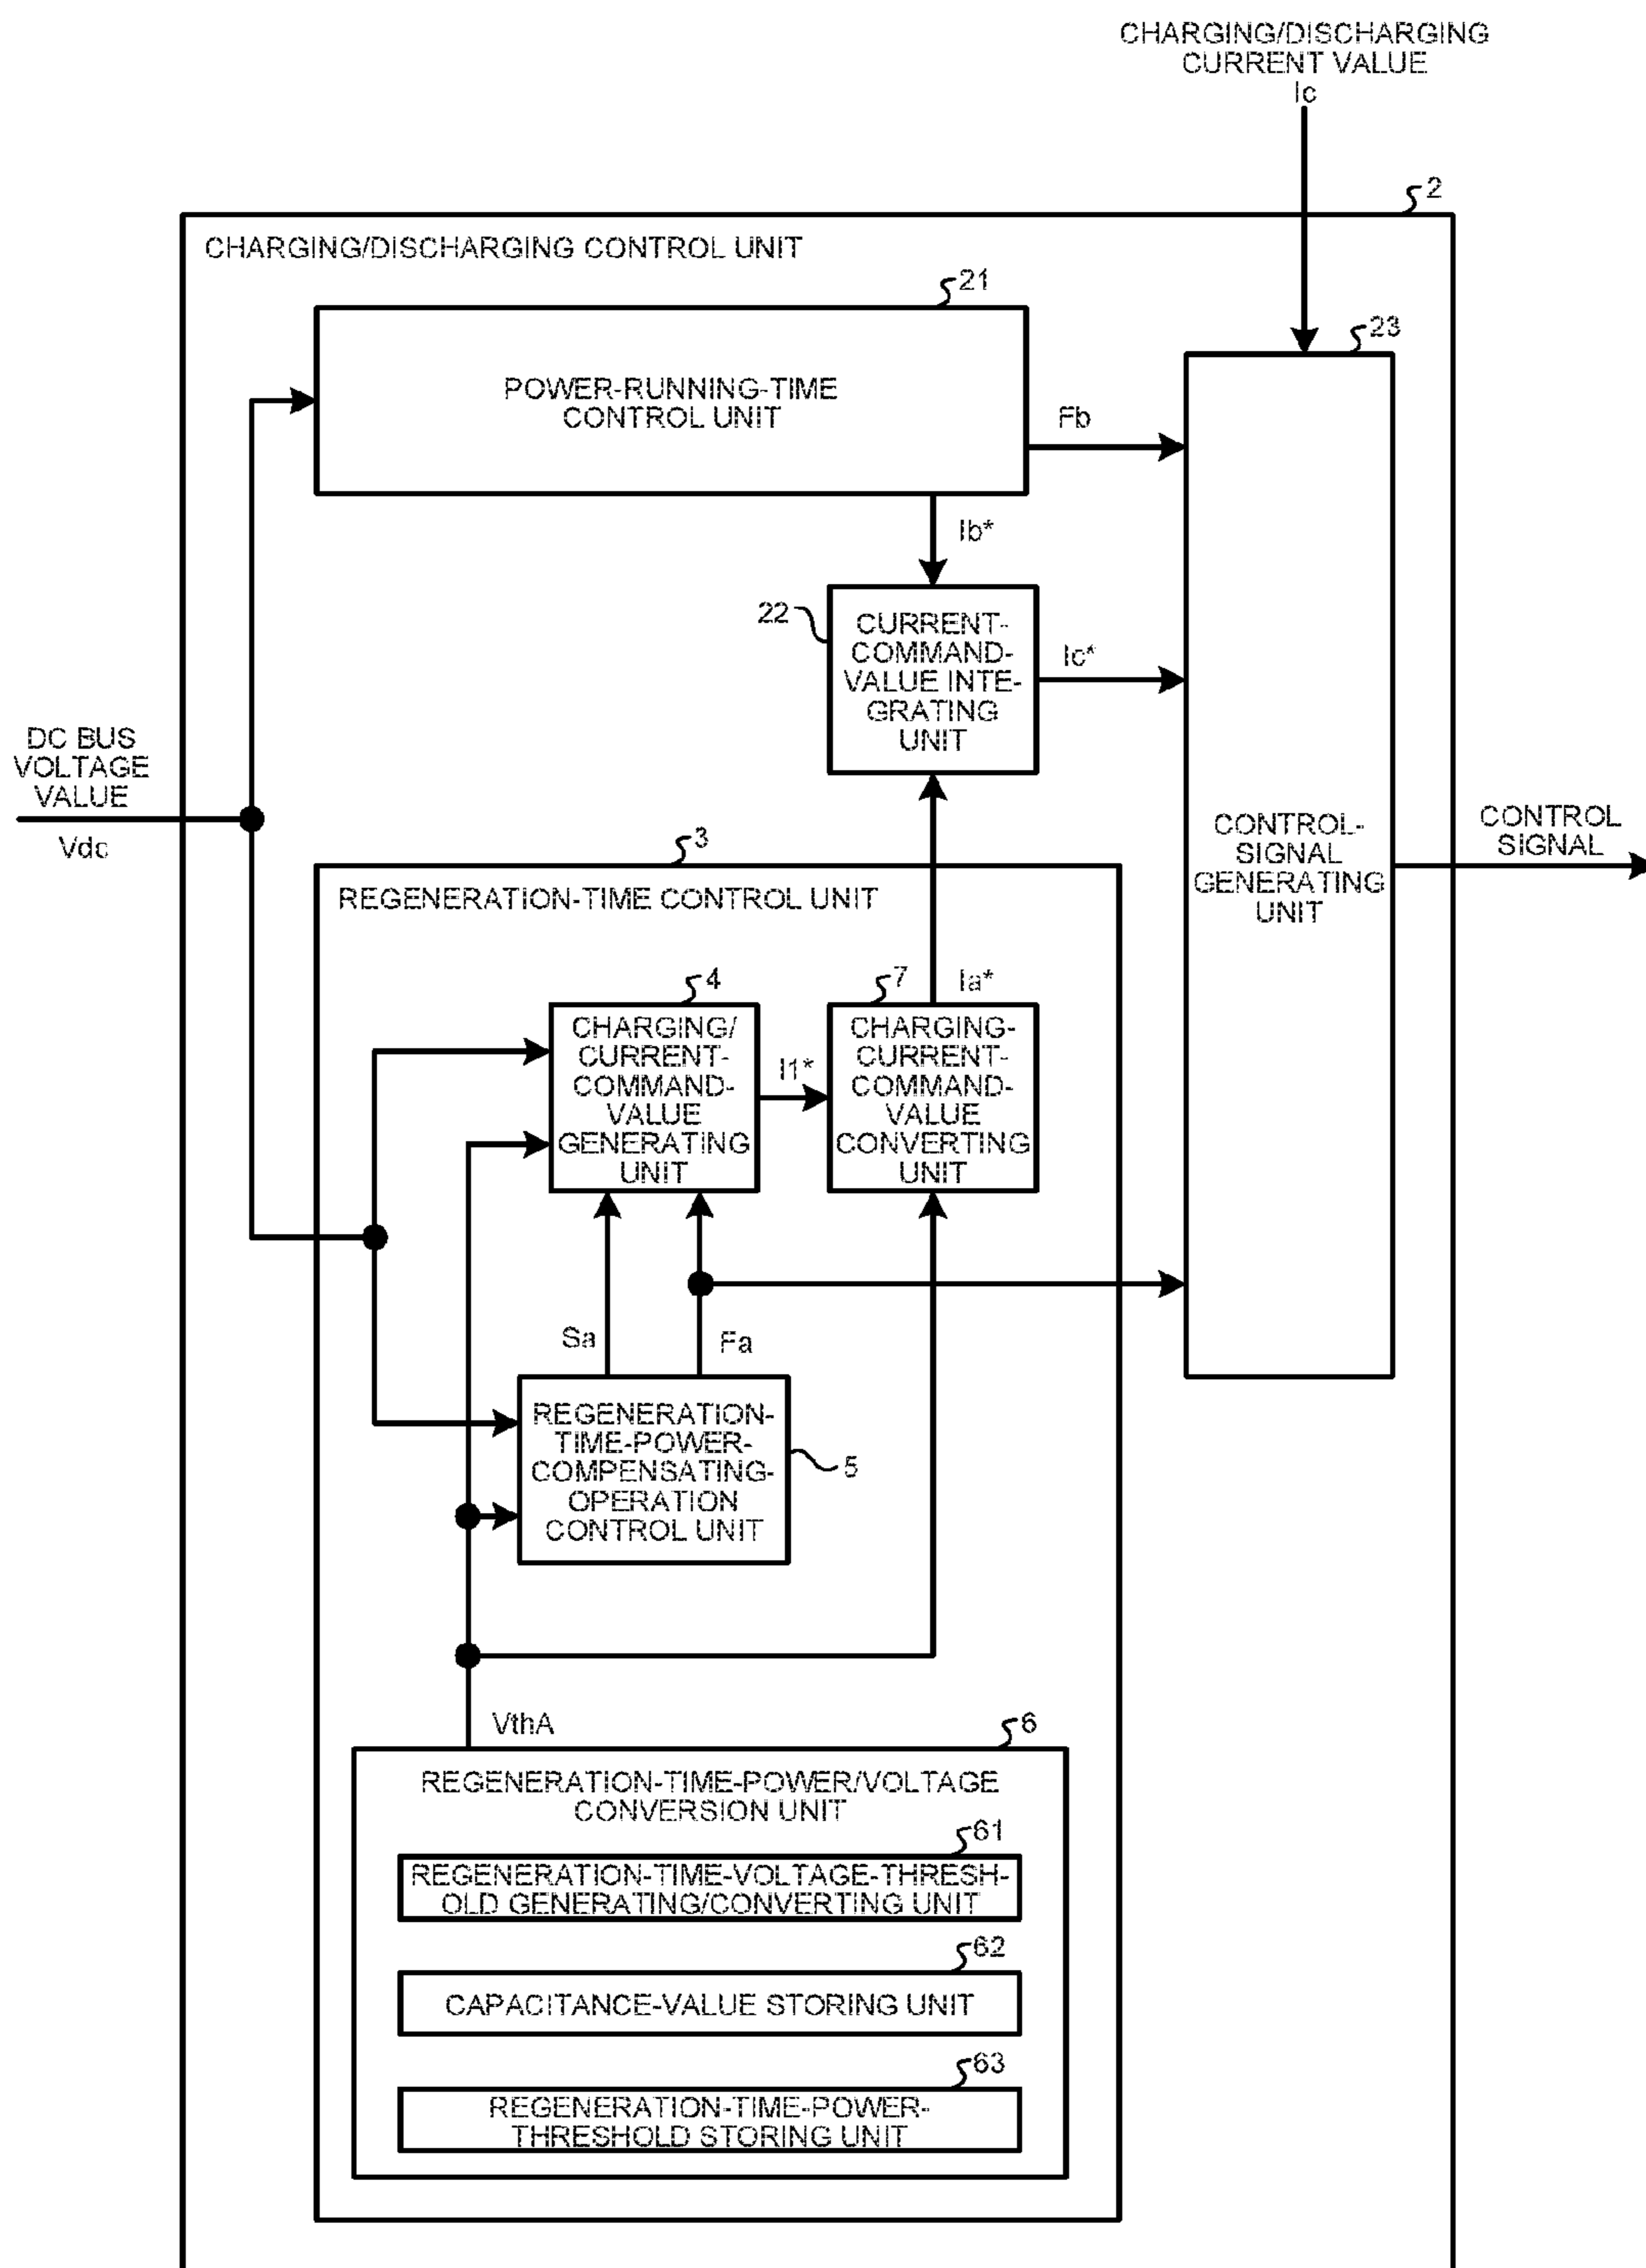 CHARGING/DISCHARGING
CURRENT VALUE
Ic
2
CHARGING/DISCHARGING CONTROL UNIT
21
POWER-RUNNING-TIME
CONTROL UNIT
23
Fb
Ib*
22
CURRENT-
COMMAND-
VALUE INTE-
GRATING
UNIT
Ic*
DC BUS
VOLTAGE
VALUE
Vdc
CONTROL-
SIGNAL
GENERATING
UNIT
CONTROL
SIGNAL
3
REGENERATION-TIME CONTROL UNIT
4
CHARGING/
CURRENT-
COMMAND-
VALUE
GENERATING
UNIT
I1*
7
Ia*
CHARGING-
CURRENT-
COMMAND-
VALUE
CONVERTING
UNIT
Sa
Fa
REGENERATION-
TIME-POWER-
COMPENSATING-
OPERATION
CONTROL UNIT
5
VthA
6
REGENERATION-TIME-POWER/VOLTAGE
CONVERSION UNIT
61
REGENERATION-TIME-VOLTAGE-THRESH-
OLD GENERATING/CONVERTING UNIT
62
CAPACITANCE-VALUE STORING UNIT
63
REGENERATION-TIME-POWER-
THRESHOLD STORING UNIT